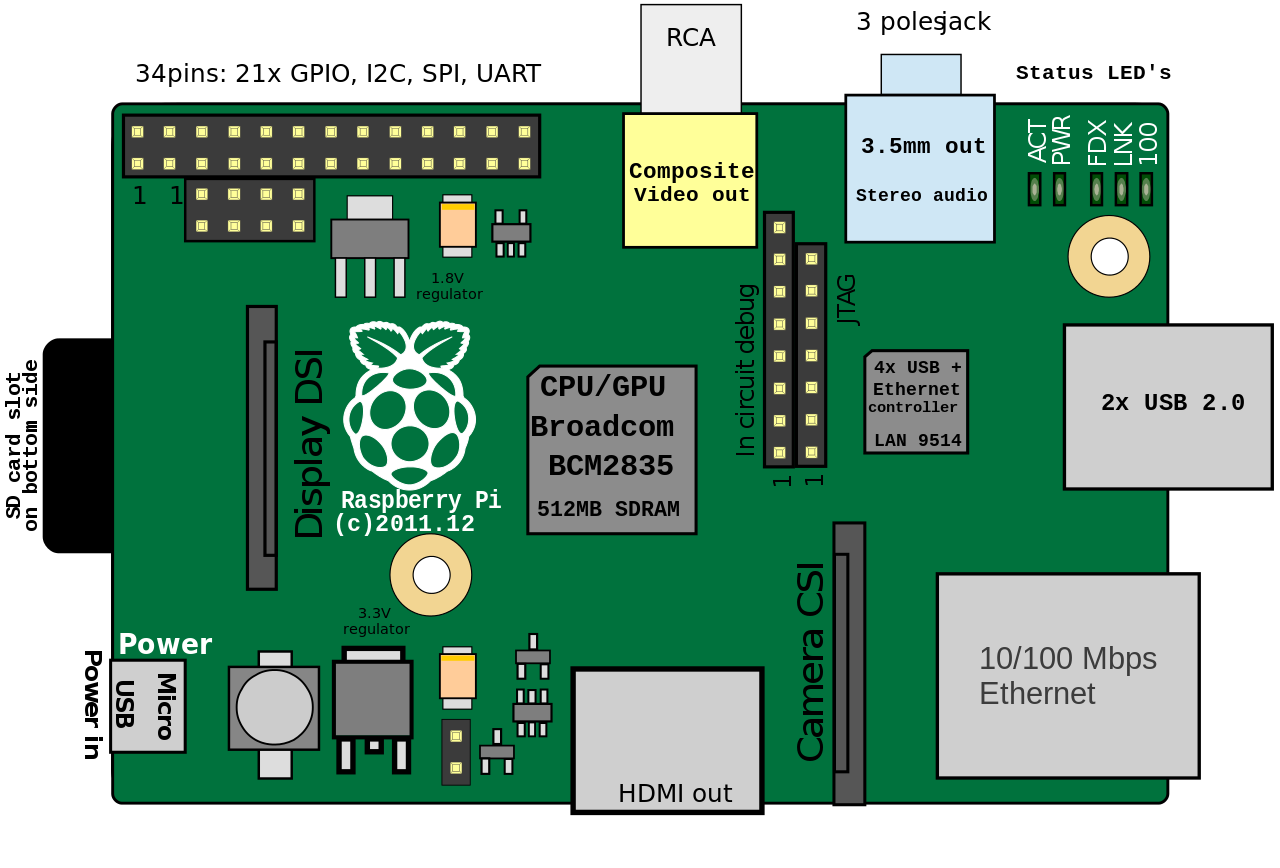 RCA
3 poles jack
34pins: 21x GPIO, I2C, SPI, UART
Status LED's
ACT
PWR
FDX
LNK
100
Composite
Video out
3.5mm out
Stereo audio
1 1
1.8V
regulator
In circuit debug
1
JTAG
1
SD card slot
on bottom side
Display DSI
CPU/GPU
Broadcom
BCM2835
512MB SDRAM
4x USB +
Ethernet
controller
LAN 9514
2x USB 2.0
Raspberry Pi
(c)2011.12
3.3V
regulator
Power
Power in
Micro
USB
HDMI out
Camera CSI
10/100 Mbps
Ethernet